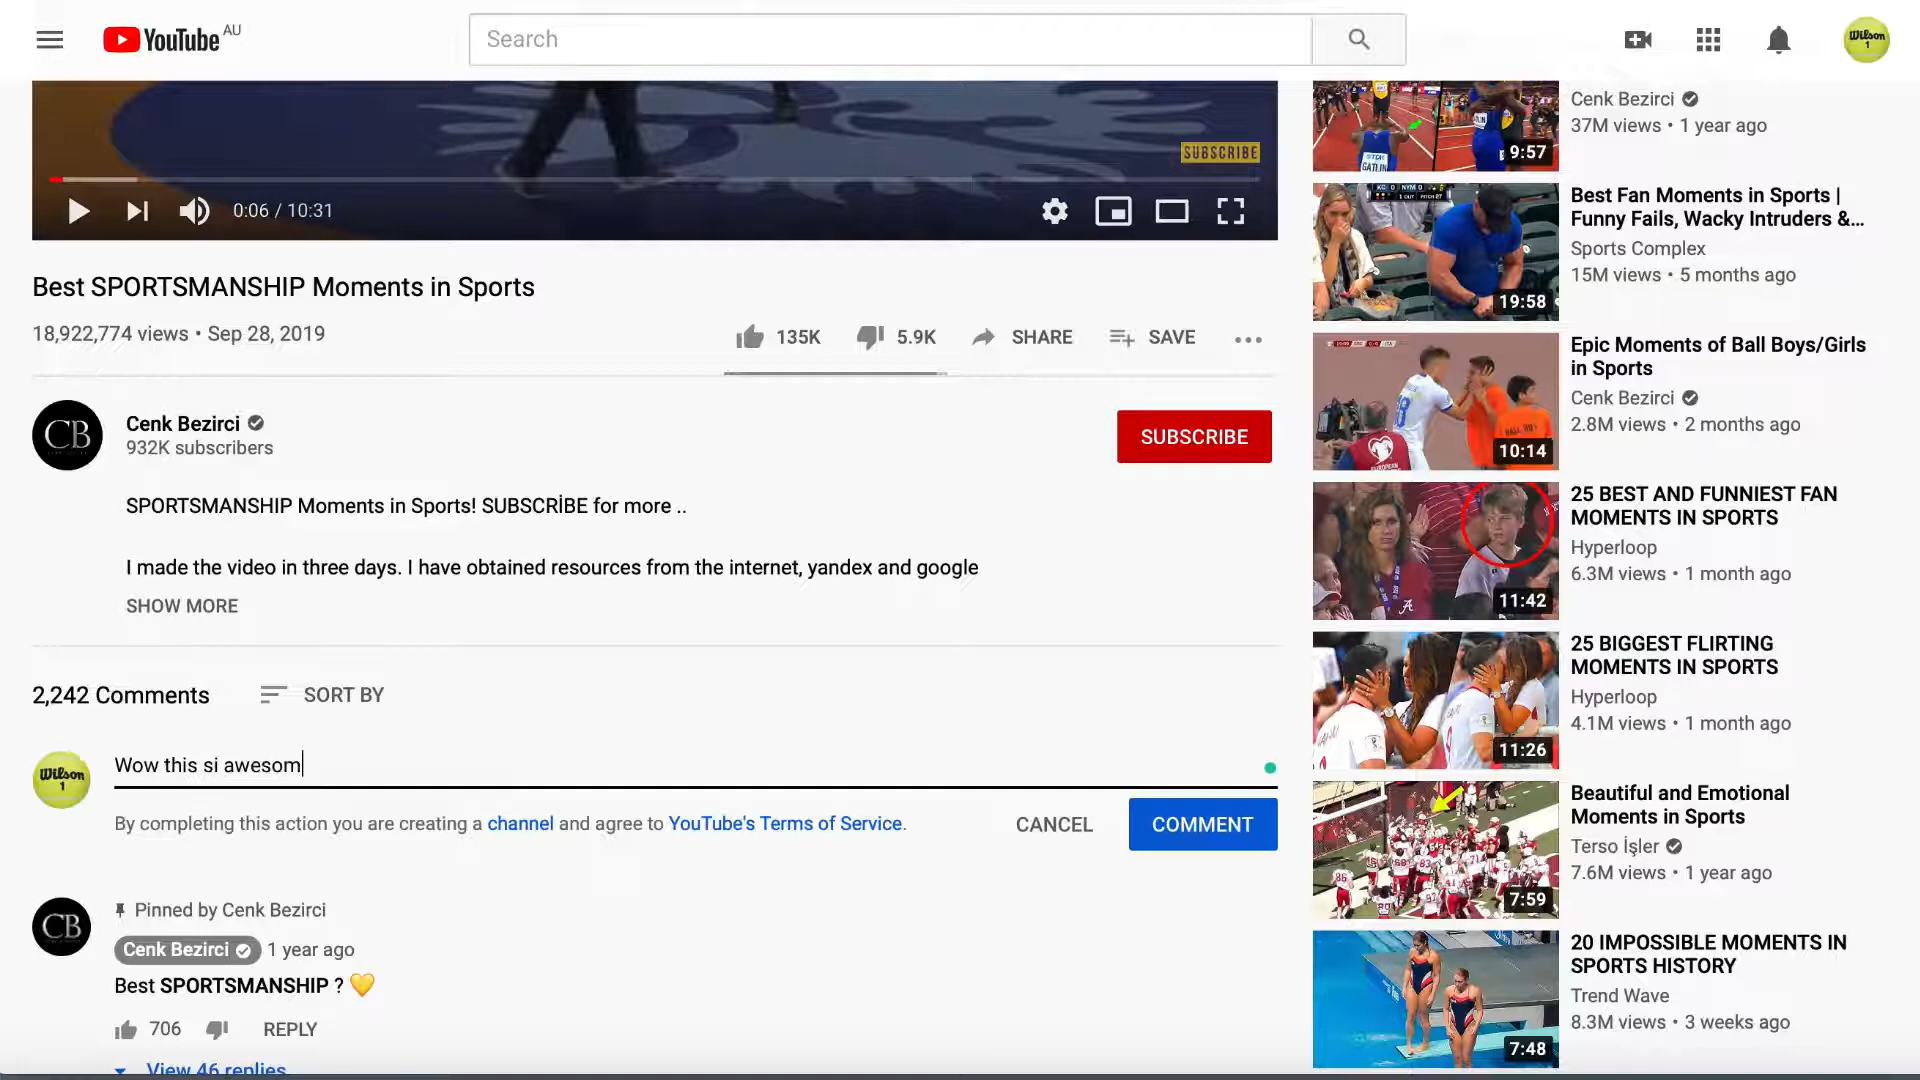 YouTube AU
Search
Wilson
1
SUBSCRIBE
0:06 / 10:31
Best SPORTSMANSHIP Moments in Sports
18,922,774 views • Sep 28, 2019
135K
5.9K
SHARE
SAVE
CB
Cenk Bezirci
932K subscribers
SUBSCRIBE
SPORTSMANSHIP Moments in Sports! SUBSCRİBE for more ..
I made the video in three days. I have obtained resources from the internet, yandex and google
SHOW MORE
2,242 Comments
SORT BY
Wilson
1
Wow this si awesom
By completing this action you are creating a channel and agree to YouTube's Terms of Service.
CANCEL
COMMENT
CB
Pinned by Cenk Bezirci
Cenk Bezirci 1 year ago
Best SPORTSMANSHIP ? 💛
706
REPLY
View 46 replies
GATLIN
9:57
Cenk Bezirci
37M views • 1 year ago
19:58
Best Fan Moments in Sports |
Funny Fails, Wacky Intruders &...
Sports Complex
15M views • 5 months ago
10:14
Epic Moments of Ball Boys/Girls
in Sports
Cenk Bezirci
2.8M views • 2 months ago
11:42
25 BEST AND FUNNIEST FAN
MOMENTS IN SPORTS
Hyperloop
6.3M views • 1 month ago
11:26
25 BIGGEST FLIRTING
MOMENTS IN SPORTS
Hyperloop
4.1M views • 1 month ago
7:59
Beautiful and Emotional
Moments in Sports
Terso İşler
7.6M views • 1 year ago
7:48
20 IMPOSSIBLE MOMENTS IN
SPORTS HISTORY
Trend Wave
8.3M views • 3 weeks ago